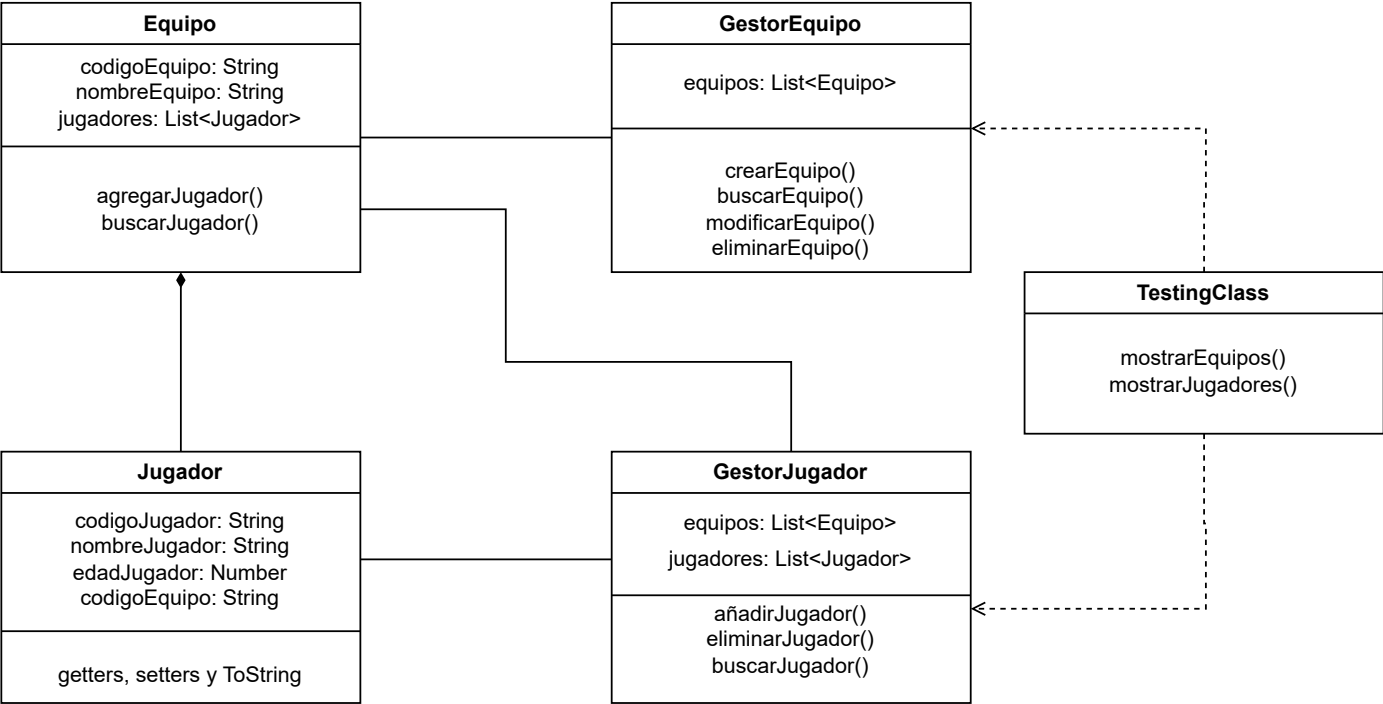 Equipo
codigoEquipo: String
nombreEquipo: String
jugadores: List<Jugador>
agregarJugador()
buscarJugador()
GestorEquipo
equipos: List<Equipo>
crearEquipo()
buscarEquipo()
modificarEquipo()
eliminarEquipo()
TestingClass
mostrarEquipos()
mostrarJugadores()
Jugador
codigoJugador: String
nombreJugador: String
edadJugador: Number
codigoEquipo: String
getters, setters y ToString
GestorJugador
equipos: List<Equipo>
jugadores: List<Jugador>
añadirJugador()
eliminarJugador()
buscarJugador()